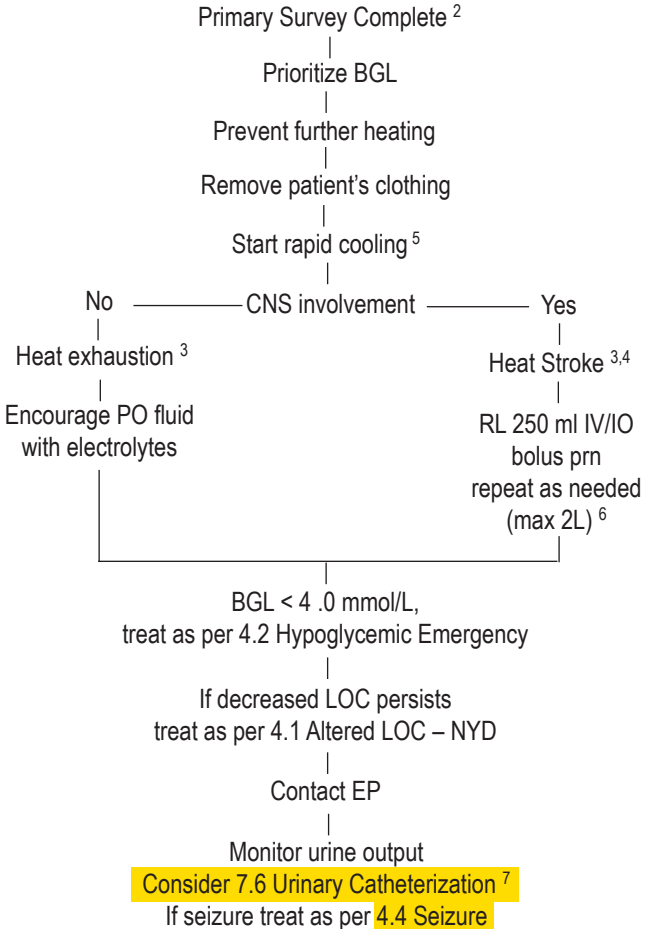 Primary Survey Complete 2
Prioritize BGL
Prevent further heating
Remove patient's clothing
Start rapid cooling 5
No CNS involvement Yes
Heat exhaustion 3
Heat Stroke 3,4
Encourage PO fluid
with electrolytes
RL 250 ml IV/IO
bolus prn
repeat as needed
(max 2L) 6
BGL < 4 .0 mmol/L,
treat as per 4.2 Hypoglycemic Emergency
If decreased LOC persists
treat as per 4.1 Altered LOC – NYD
Contact EP
Monitor urine output
Consider 7.6 Urinary Catheterization 7
If seizure treat as per 4.4 Seizure